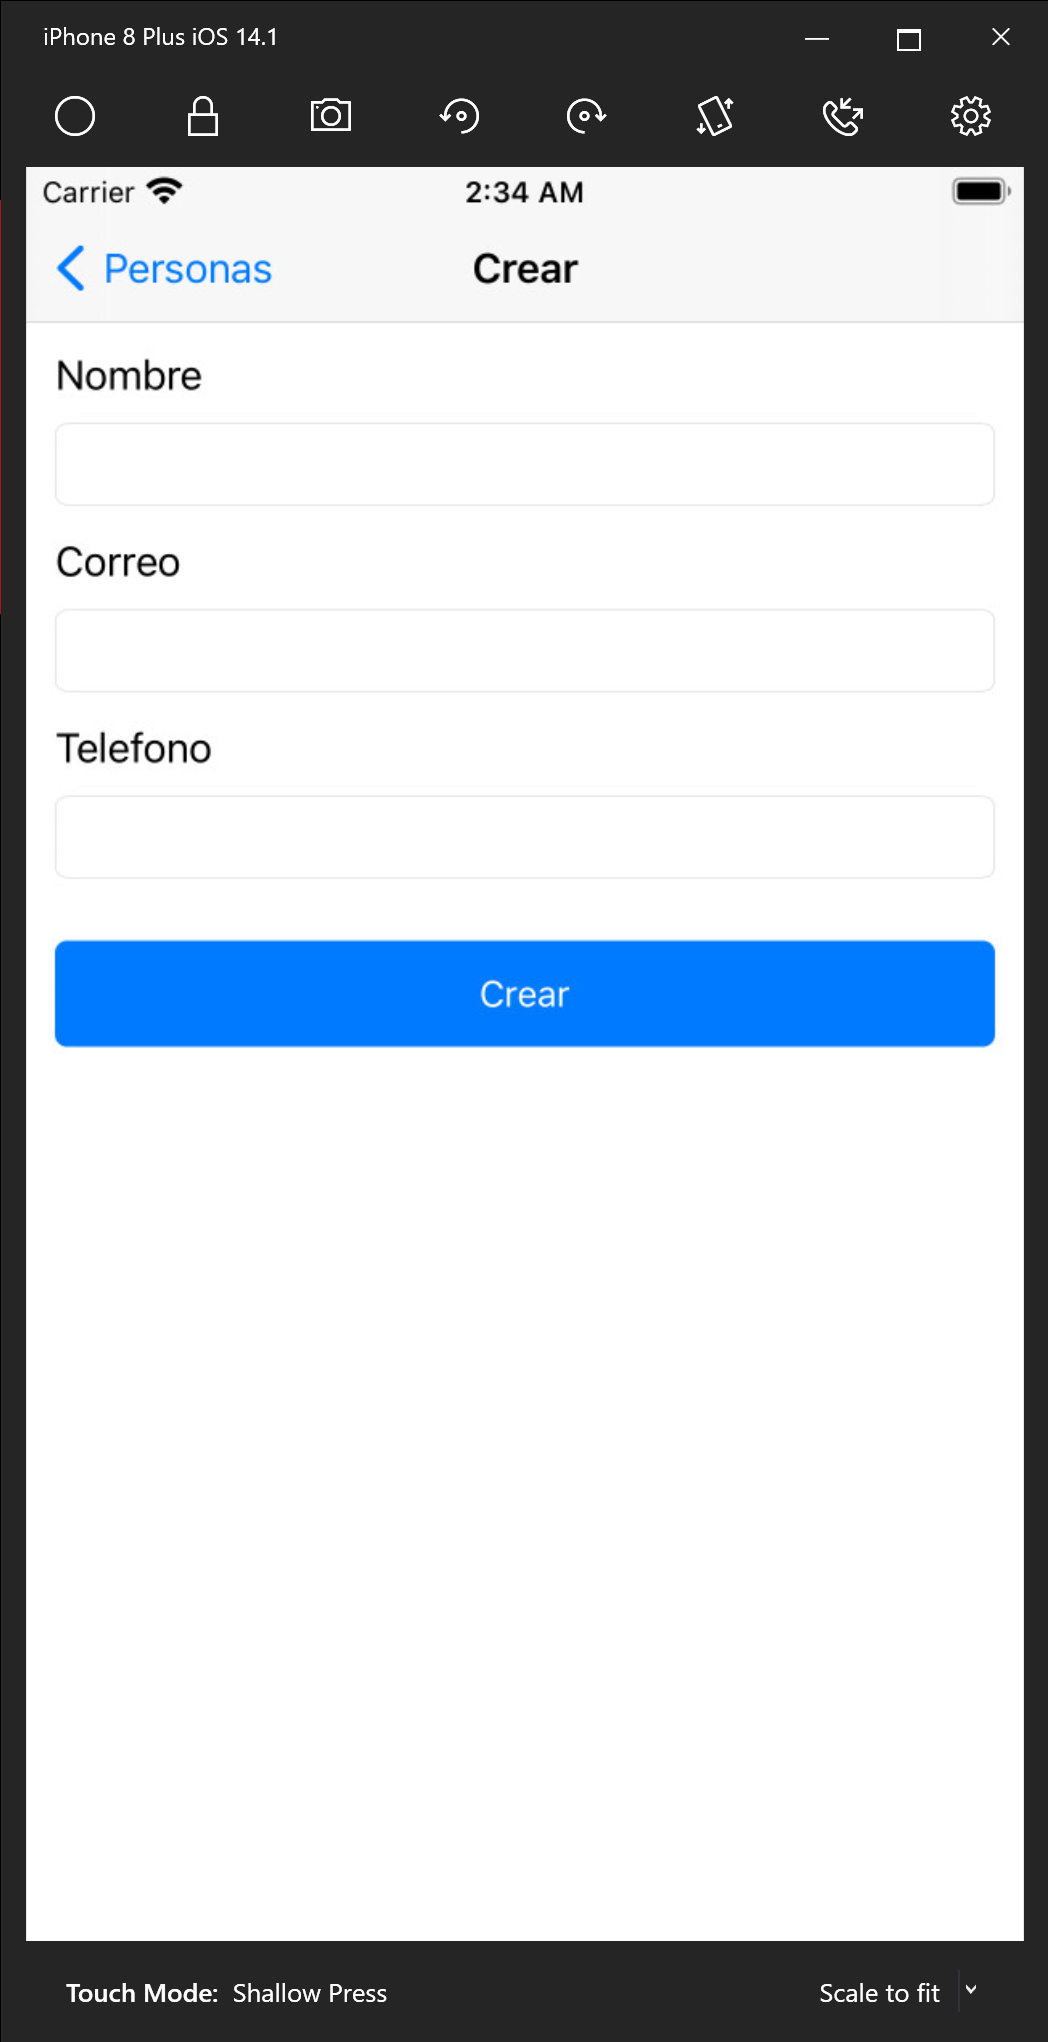 iPhone 8 Plus iOS 14.1
Carrier 2:34 AM
Personas Crear
Nombre
Correo
Telefono
Crear
Touch Mode: Shallow Press Scale to fit